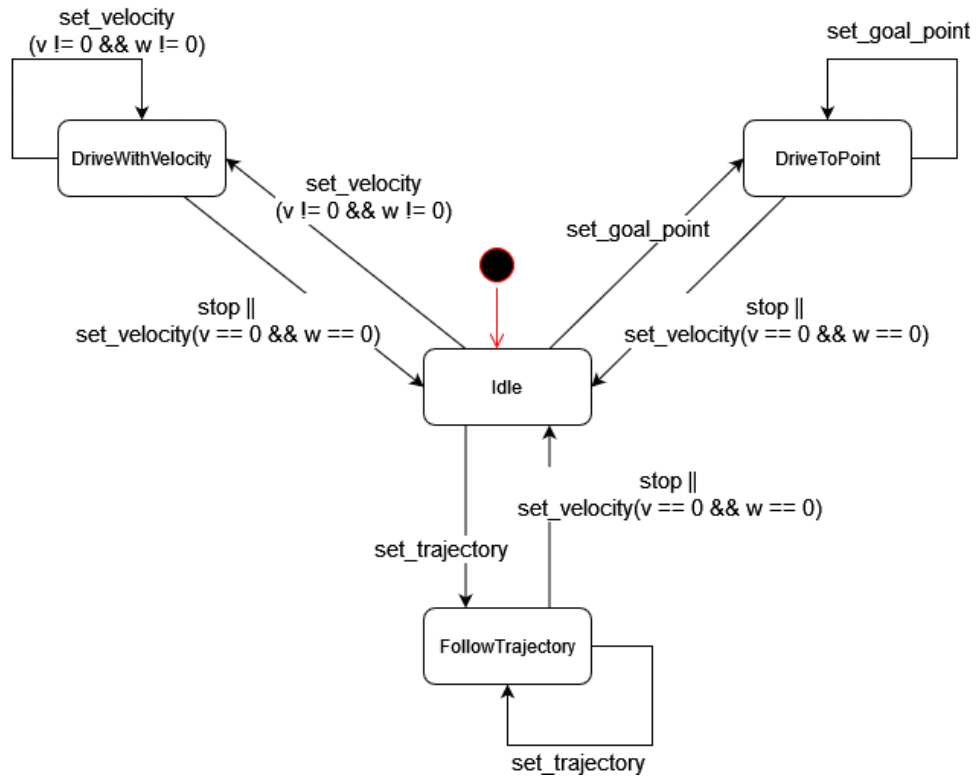 set_velocity
(v != 0 && w != 0)
set_goal_point
DriveWithVelocity
DriveToPoint
set_velocity
(v != 0 && w != 0)
set_goal_point
stop ||
set_velocity(v == 0 && w == 0)
stop ||
set_velocity(v == 0 && w == 0)
Idle
stop ||
set_velocity(v == 0 && w == 0)
set_trajectory
FollowTrajectory
set_trajectory